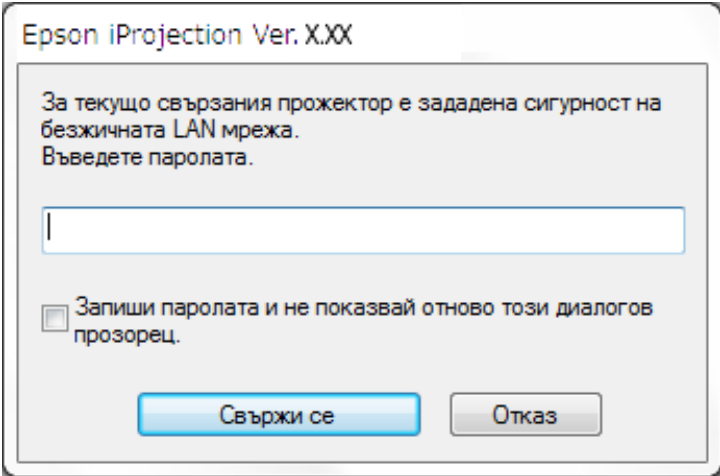 Epson iProjection Ver. X.XX
За текущо свързания прожектор е зададена сигурност на
безжичната LAN мрежа.
Въведете паролата.
Запиши паролата и не показвай отново този диалогов
прозорец.
Свържи се
Отказ